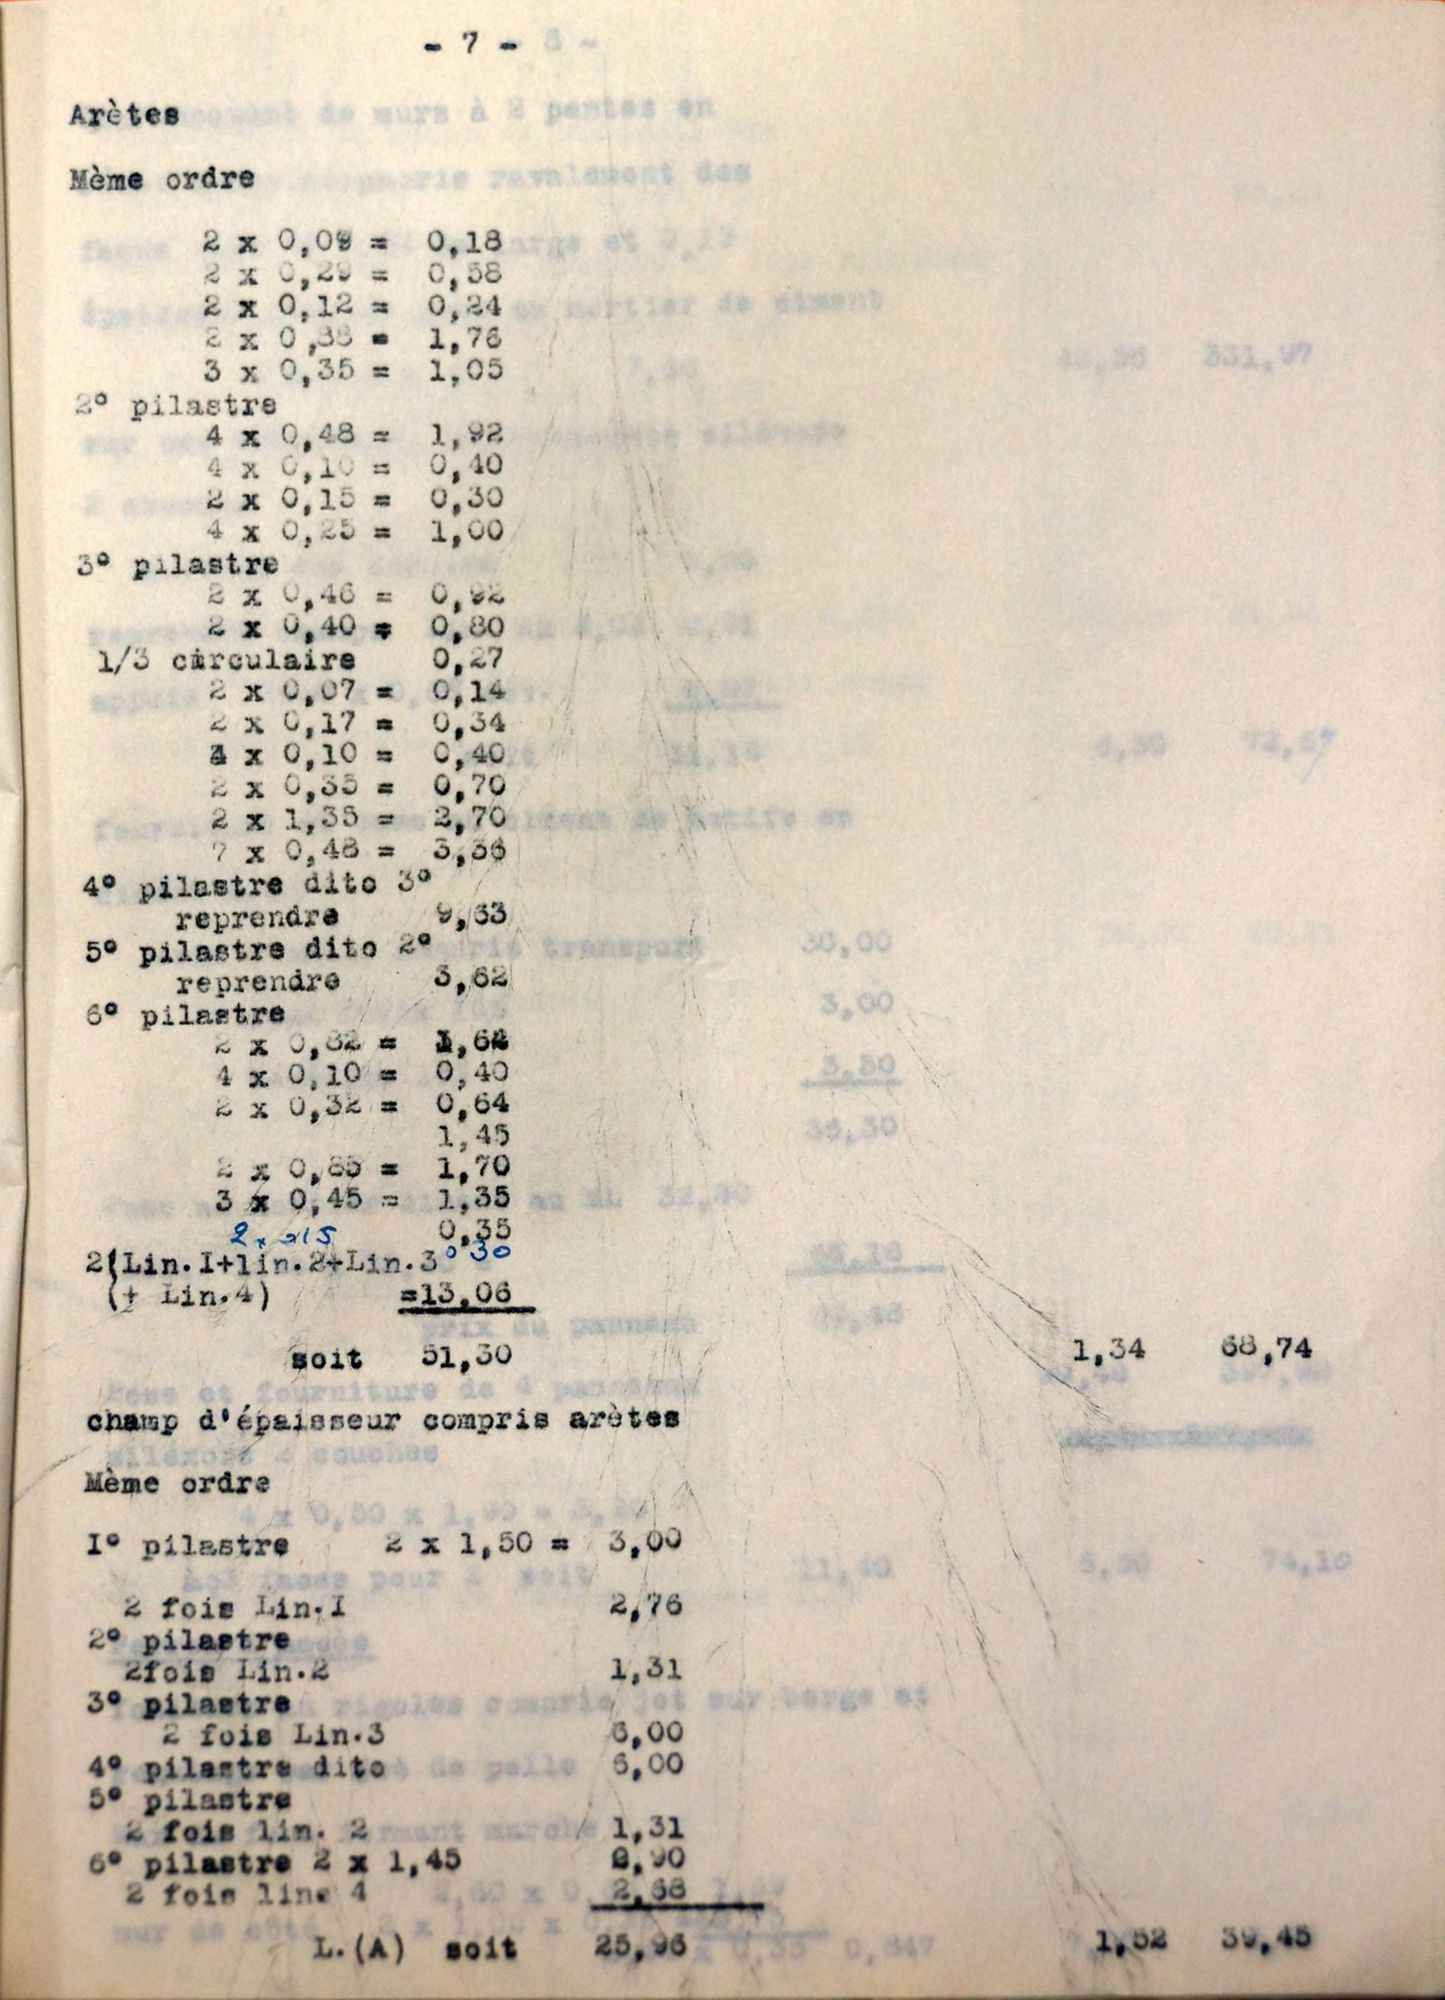 - 7 -
Arètes
Mème ordre
2 x 0,09 = 0,18
2 x 0,29 = 0,58
2 x 0,12 = 0,24
2 x 0,88 = 1,76
3 x 0,35 = 1,05
2° pilastre
4 x 0,48 = 1,92
4 x 0,10 = 0,40
2 x 0,15 = 0,30
4 x 0,25 = 1,00
3° pilastre
2 x 0,46 = 0,92
2 x 0,40 = 0,80
1/3 circulaire 0,27
2 x 0,07 = 0,14
2 x 0,17 = 0,34
4 x 0,10 = 0,40
2 x 0,35 = 0,70
2 x 1,35 = 2,70
7 x 0,48 = 3,36
4° pilastre dito 3°
reprendre 9,63
5° pilastre dito 2°
reprendre 3,62
6° pilastre
2 x 0,82 = 1,64
4 x 0,10 = 0,40
2 x 0,32 = 0,64
1,45
2 x 0,85 = 1,70
3 x 0,45 = 1,35
0,35
2 x 015 0 30
2(Lin.I+lin.2+Lin.3
(+ Lin.4) =13,06
soit 51,30 1,34 68,74
champ d'épaisseur compris arètes
Mème ordre
I° pilastre 2 x 1,50 = 3,00
2 fois Lin.I 2,76
2° pilastre
2fois Lin.2 1,31
3° pilastre
2 fois Lin.3 6,00
4° pilastre dito 6,00
5° pilastre
2 fois lin. 2 1,31
6° pilastre 2 x 1,45 2,90
2 fois line 4 2,68
L.(A) soit 25,96 1,52 39,45